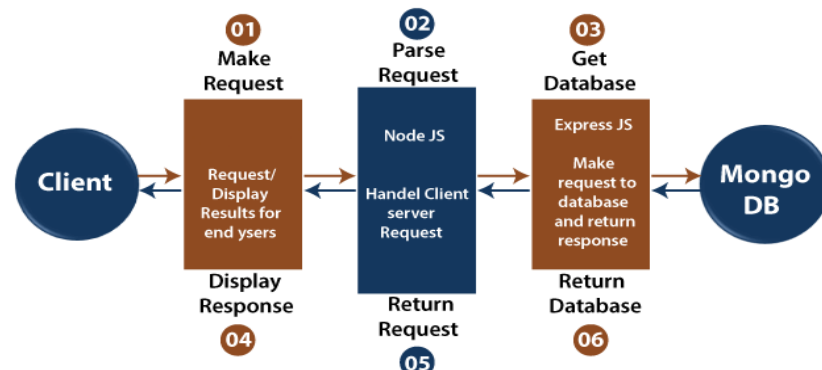 01
Make
Request
02
Parse
Request
03
Get
Database
Client
Request/
Display
Results for
end ysers
Node JS
Handel Client
server
Request
Express JS
Make
request to
database
and return
response
Mongo
DB
Display
Response
04
Return
Request
05
Return
Database
06